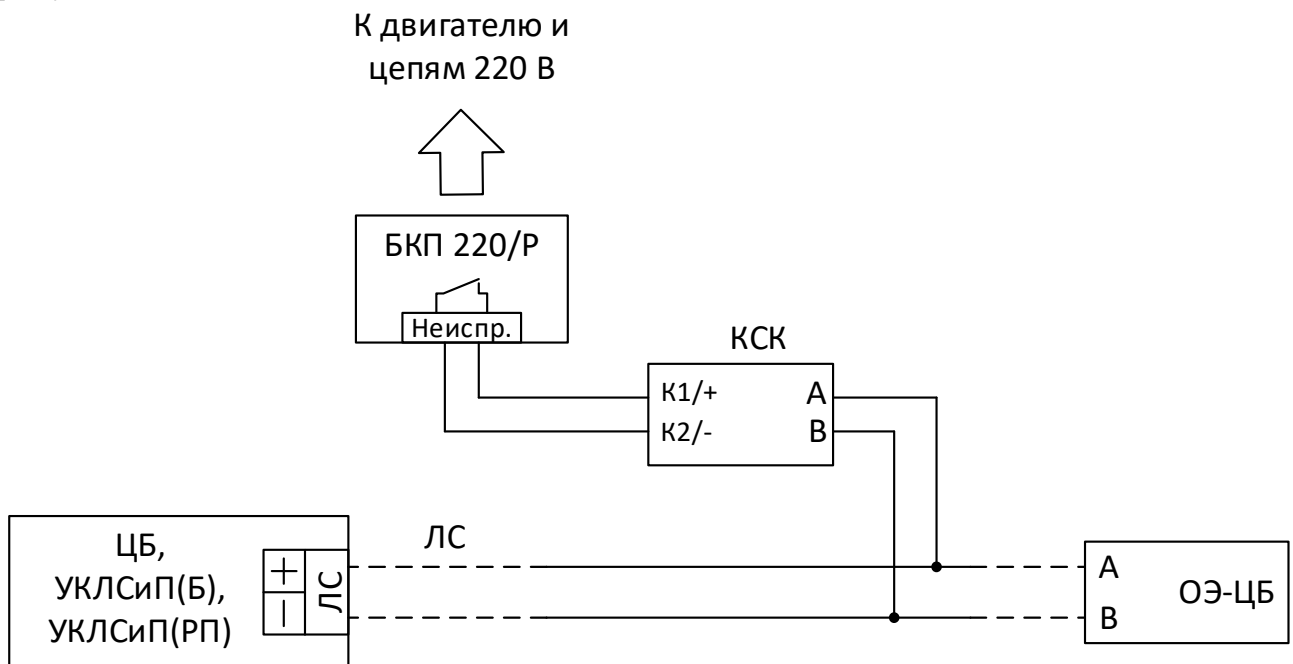 К двигателю и
цепям 220 В
БКП 220/Р
Неиспр.
КСК
К1/+ А
К2/- В
ЦБ,
УКЛСиП(Б),
УКЛСиП(РП)
+
−
ЛС
ЛС
А
В
ОЭ-ЦБ